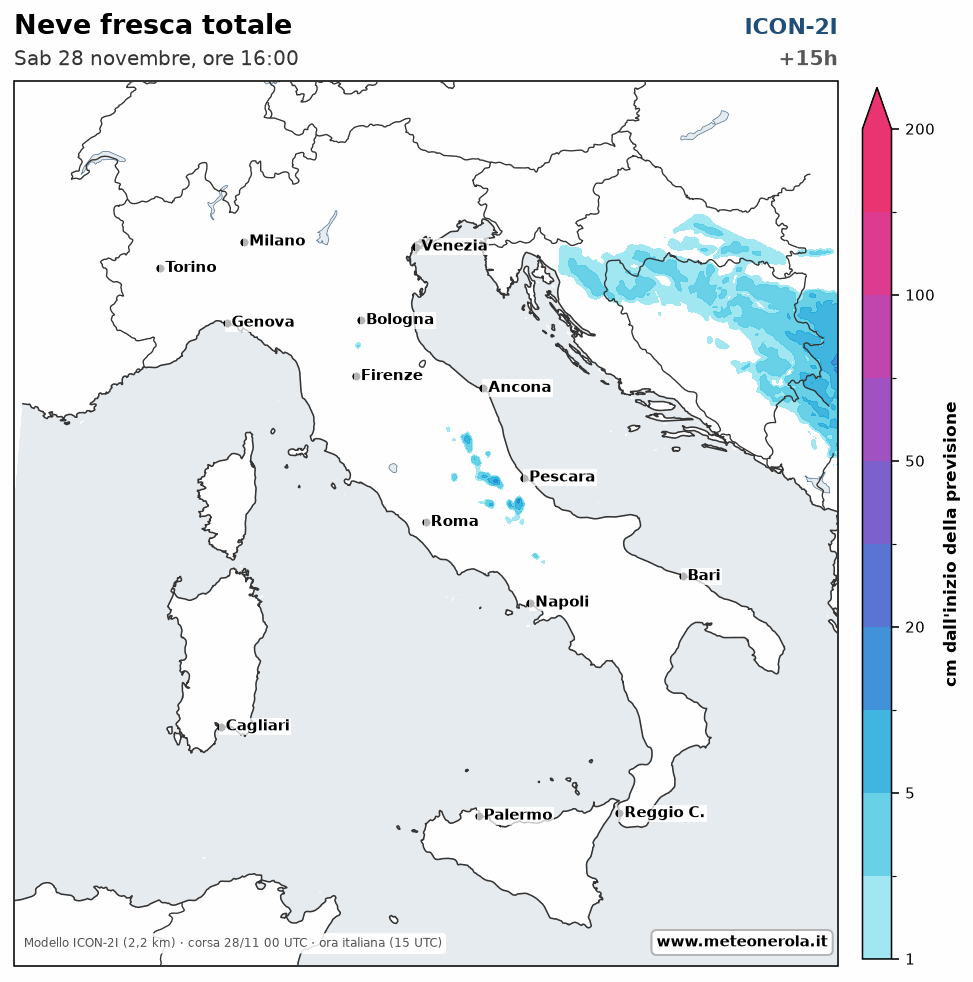 Neve fresca totale
ICON-2I
Sab 28 novembre, ore 16:00
+15h
200
100
50
20
5
1
cm dall'inizio della previsione
Milano
Venezia
Torino
Genova
Bologna
Firenze
Ancona
Pescara
Roma
Bari
Napoli
Cagliari
Palermo
Reggio C.
Modello ICON-2I (2,2 km) · corsa 28/11 00 UTC · ora italiana (15 UTC)
www.meteonerola.it